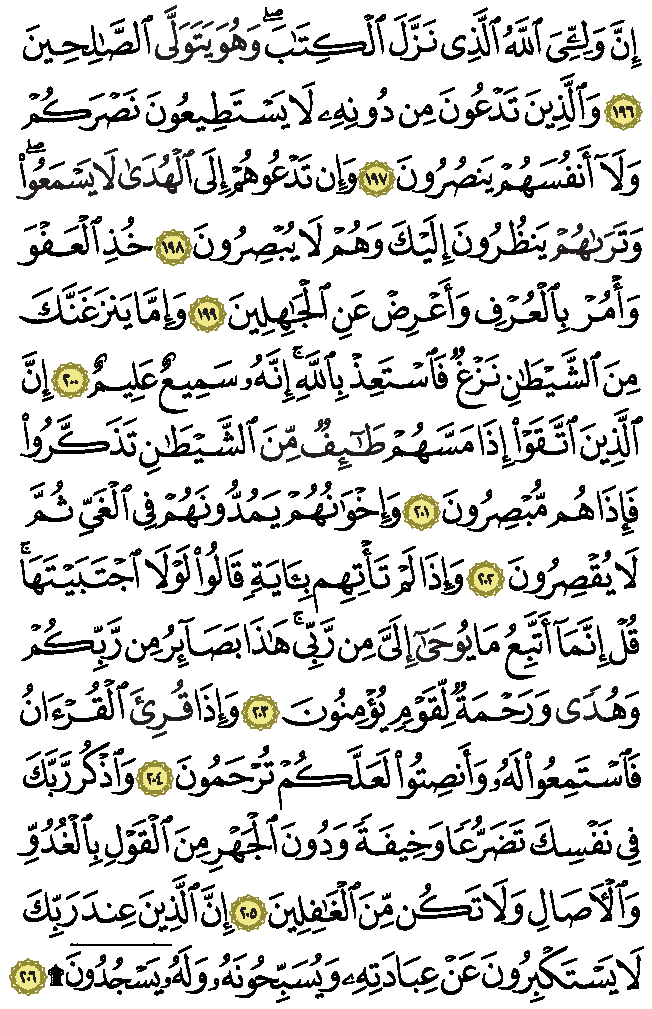 إِنَّ وَلِـِّۧيَ ٱللَّهُ ٱلَّذِي نَزَّلَ ٱلْكِتَٰبَۖ وَهُوَ يَتَوَلَّى ٱلصَّٰلِحِينَ
١٩٦ وَٱلَّذِينَ تَدْعُونَ مِن دُونِهِۦ لَا يَسْتَطِيعُونَ نَصْرَكُمْ
وَلَآ أَنفُسَهُمْ يَنصُرُونَ ١٩٧ وَإِن تَدْعُوهُمْ إِلَى ٱلْهُدَىٰ لَا يَسْمَعُوا۟ۖ
وَتَرَىٰهُمْ يَنظُرُونَ إِلَيْكَ وَهُمْ لَا يُبْصِرُونَ ١٩٨ خُذِ ٱلْعَفْوَ
وَأْمُرْ بِٱلْعُرْفِ وَأَعْرِضْ عَنِ ٱلْجَٰهِلِينَ ١٩٩ وَإِمَّا يَنزَغَنَّكَ
مِنَ ٱلشَّيْطَٰنِ نَزْغٌ فَٱسْتَعِذْ بِٱللَّهِۚ إِنَّهُۥ سَمِيعٌ عَلِيمٌ ٢٠٠ إِنَّ
ٱلَّذِينَ ٱتَّقَوْا۟ إِذَا مَسَّهُمْ طَٰٓئِفٌ مِّنَ ٱلشَّيْطَٰنِ تَذَكَّرُوا۟
فَإِذَا هُم مُّبْصِرُونَ ٢٠١ وَإِخْوَٰنُهُمْ يَمُدُّونَهُمْ فِى ٱلْغَىِّ ثُمَّ
لَا يُقْصِرُونَ ٢٠٢ وَإِذَا لَمْ تَأْتِهِم بِـَٔايَةٍ قَالُوا۟ لَوْلَا ٱجْتَبَيْتَهَاۚ
قُلْ إِنَّمَآ أَتَّبِعُ مَا يُوحَىٰٓ إِلَىَّ مِن رَّبِّىۚ هَٰذَا بَصَآئِرُ مِن رَّبِّكُمْ
وَهُدًى وَرَحْمَةٌ لِّقَوْمٍ يُؤْمِنُونَ ٢٠٣ وَإِذَا قُرِئَ ٱلْقُرْءَانُ
فَٱسْتَمِعُوا۟ لَهُۥ وَأَنصِتُوا۟ لَعَلَّكُمْ تُرْحَمُونَ ٢٠٤ وَٱذْكُر رَّبَّكَ
فِى نَفْسِكَ تَضَرُّعًا وَخِيفَةً وَدُونَ ٱلْجَهْرِ مِنَ ٱلْقَوْلِ بِٱلْغُدُوِّ
وَٱلْـَٔاصَالِ وَلَا تَكُن مِّنَ ٱلْغَٰفِلِينَ ٢٠٥ إِنَّ ٱلَّذِينَ عِندَ رَبِّكَ
لَا يَسْتَكْبِرُونَ عَنْ عِبَادَتِهِۦ وَيُسَبِّحُونَهُۥ وَلَهُۥ يَسْجُدُونَ ۩ ٢٠٦